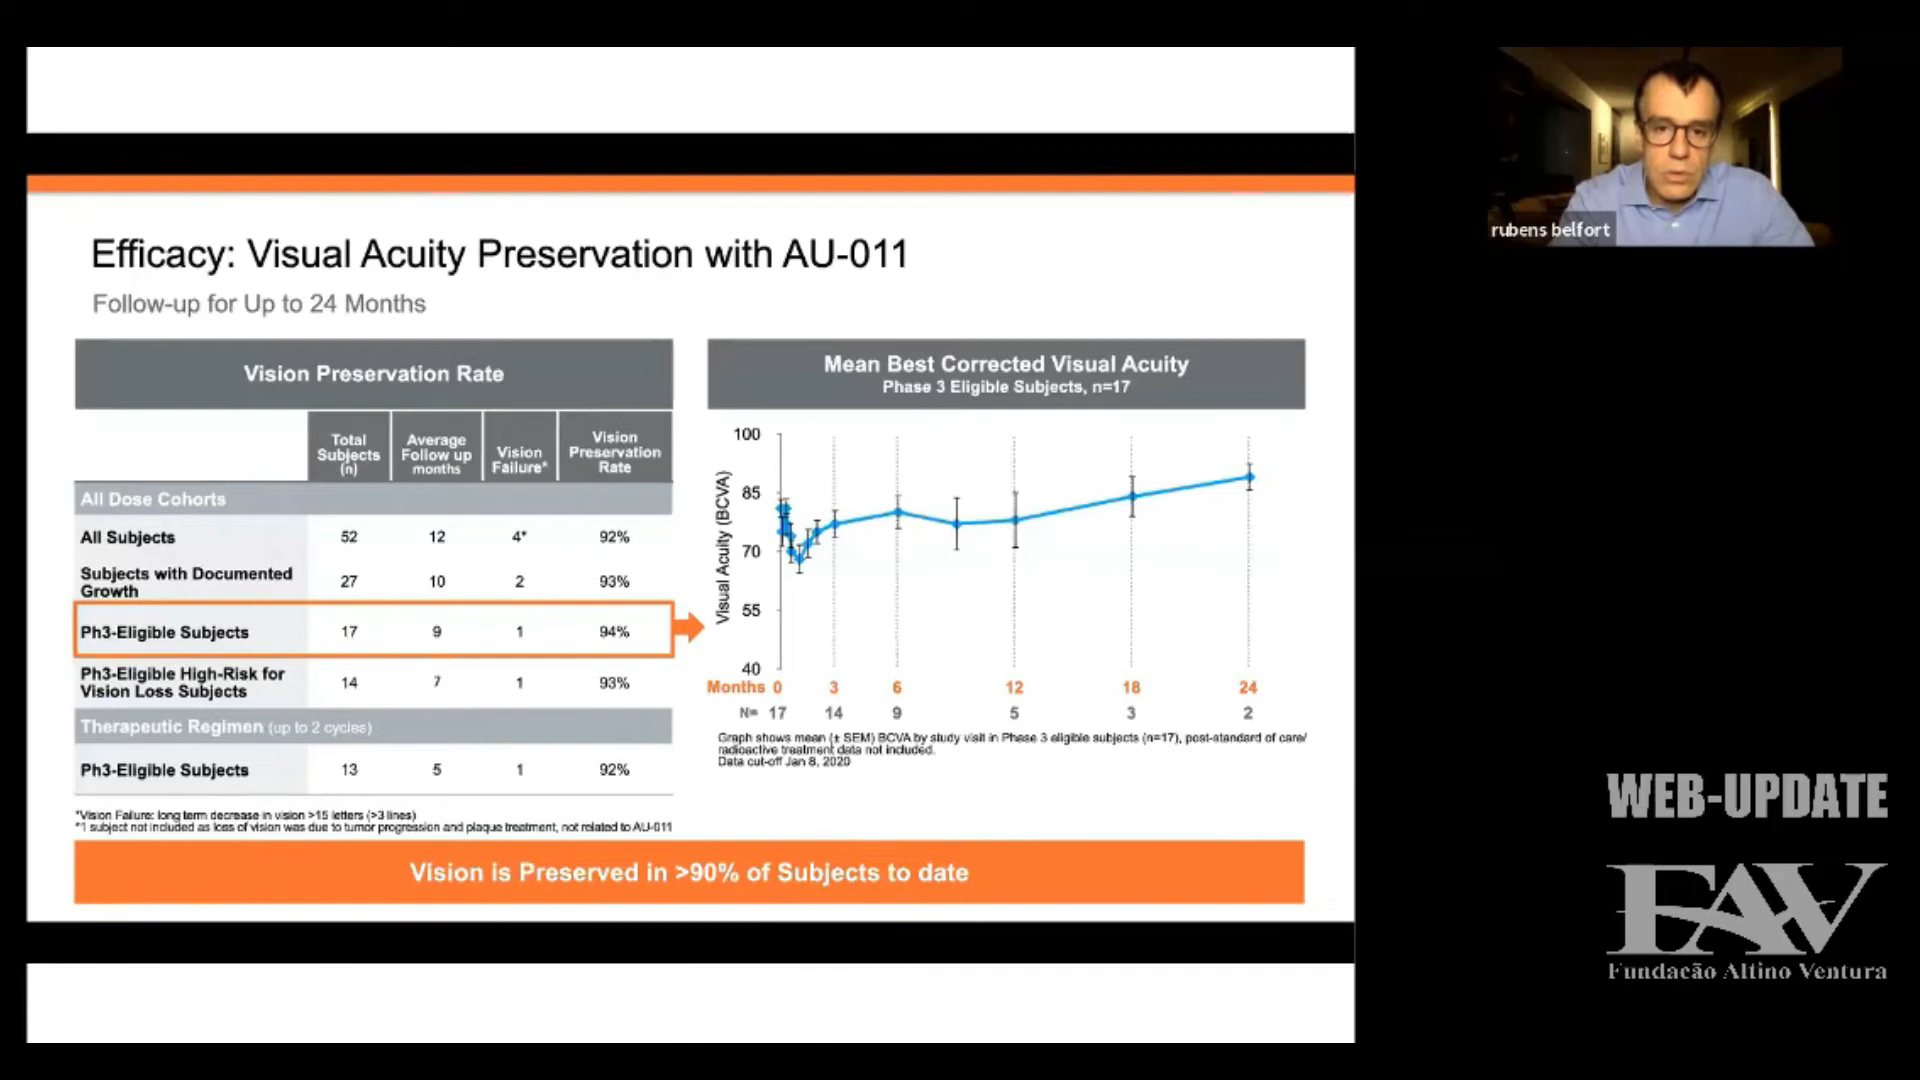 Efficacy: Visual Acuity Preservation with AU-011
Follow-up for Up to 24 Months
Vision Preservation Rate
Total Subjects (n)
Average Follow up months
Vision Failure*
Vision Preservation Rate
All Dose Cohorts
All Subjects 52 12 4* 92%
Subjects with Documented Growth 27 10 2 93%
Ph3-Eligible Subjects 17 9 1 94%
Ph3-Eligible High-Risk for Vision Loss Subjects 14 7 1 93%
Therapeutic Regimen (up to 2 cycles)
Ph3-Eligible Subjects 13 5 1 92%
*Vision Failure: long term decrease in vision >15 letters (>3 lines)
*1 subject not included as loss of vision was due to tumor progression and plaque treatment, not related to AU-011
Mean Best Corrected Visual Acuity
Phase 3 Eligible Subjects, n=17
Visual Acuity (BCVA)
100
85
70
55
40
Months 0 3 6 12 18 24
N= 17 14 9 5 3 2
Graph shows mean (± SEM) BCVA by study visit in Phase 3 eligible subjects (n=17), post-standard of care/
radioactive treatment data not included.
Data cut-off Jan 8, 2020
Vision is Preserved in >90% of Subjects to date
rubens belfort
WEB-UPDATE
FAV
Fundação Altino Ventura